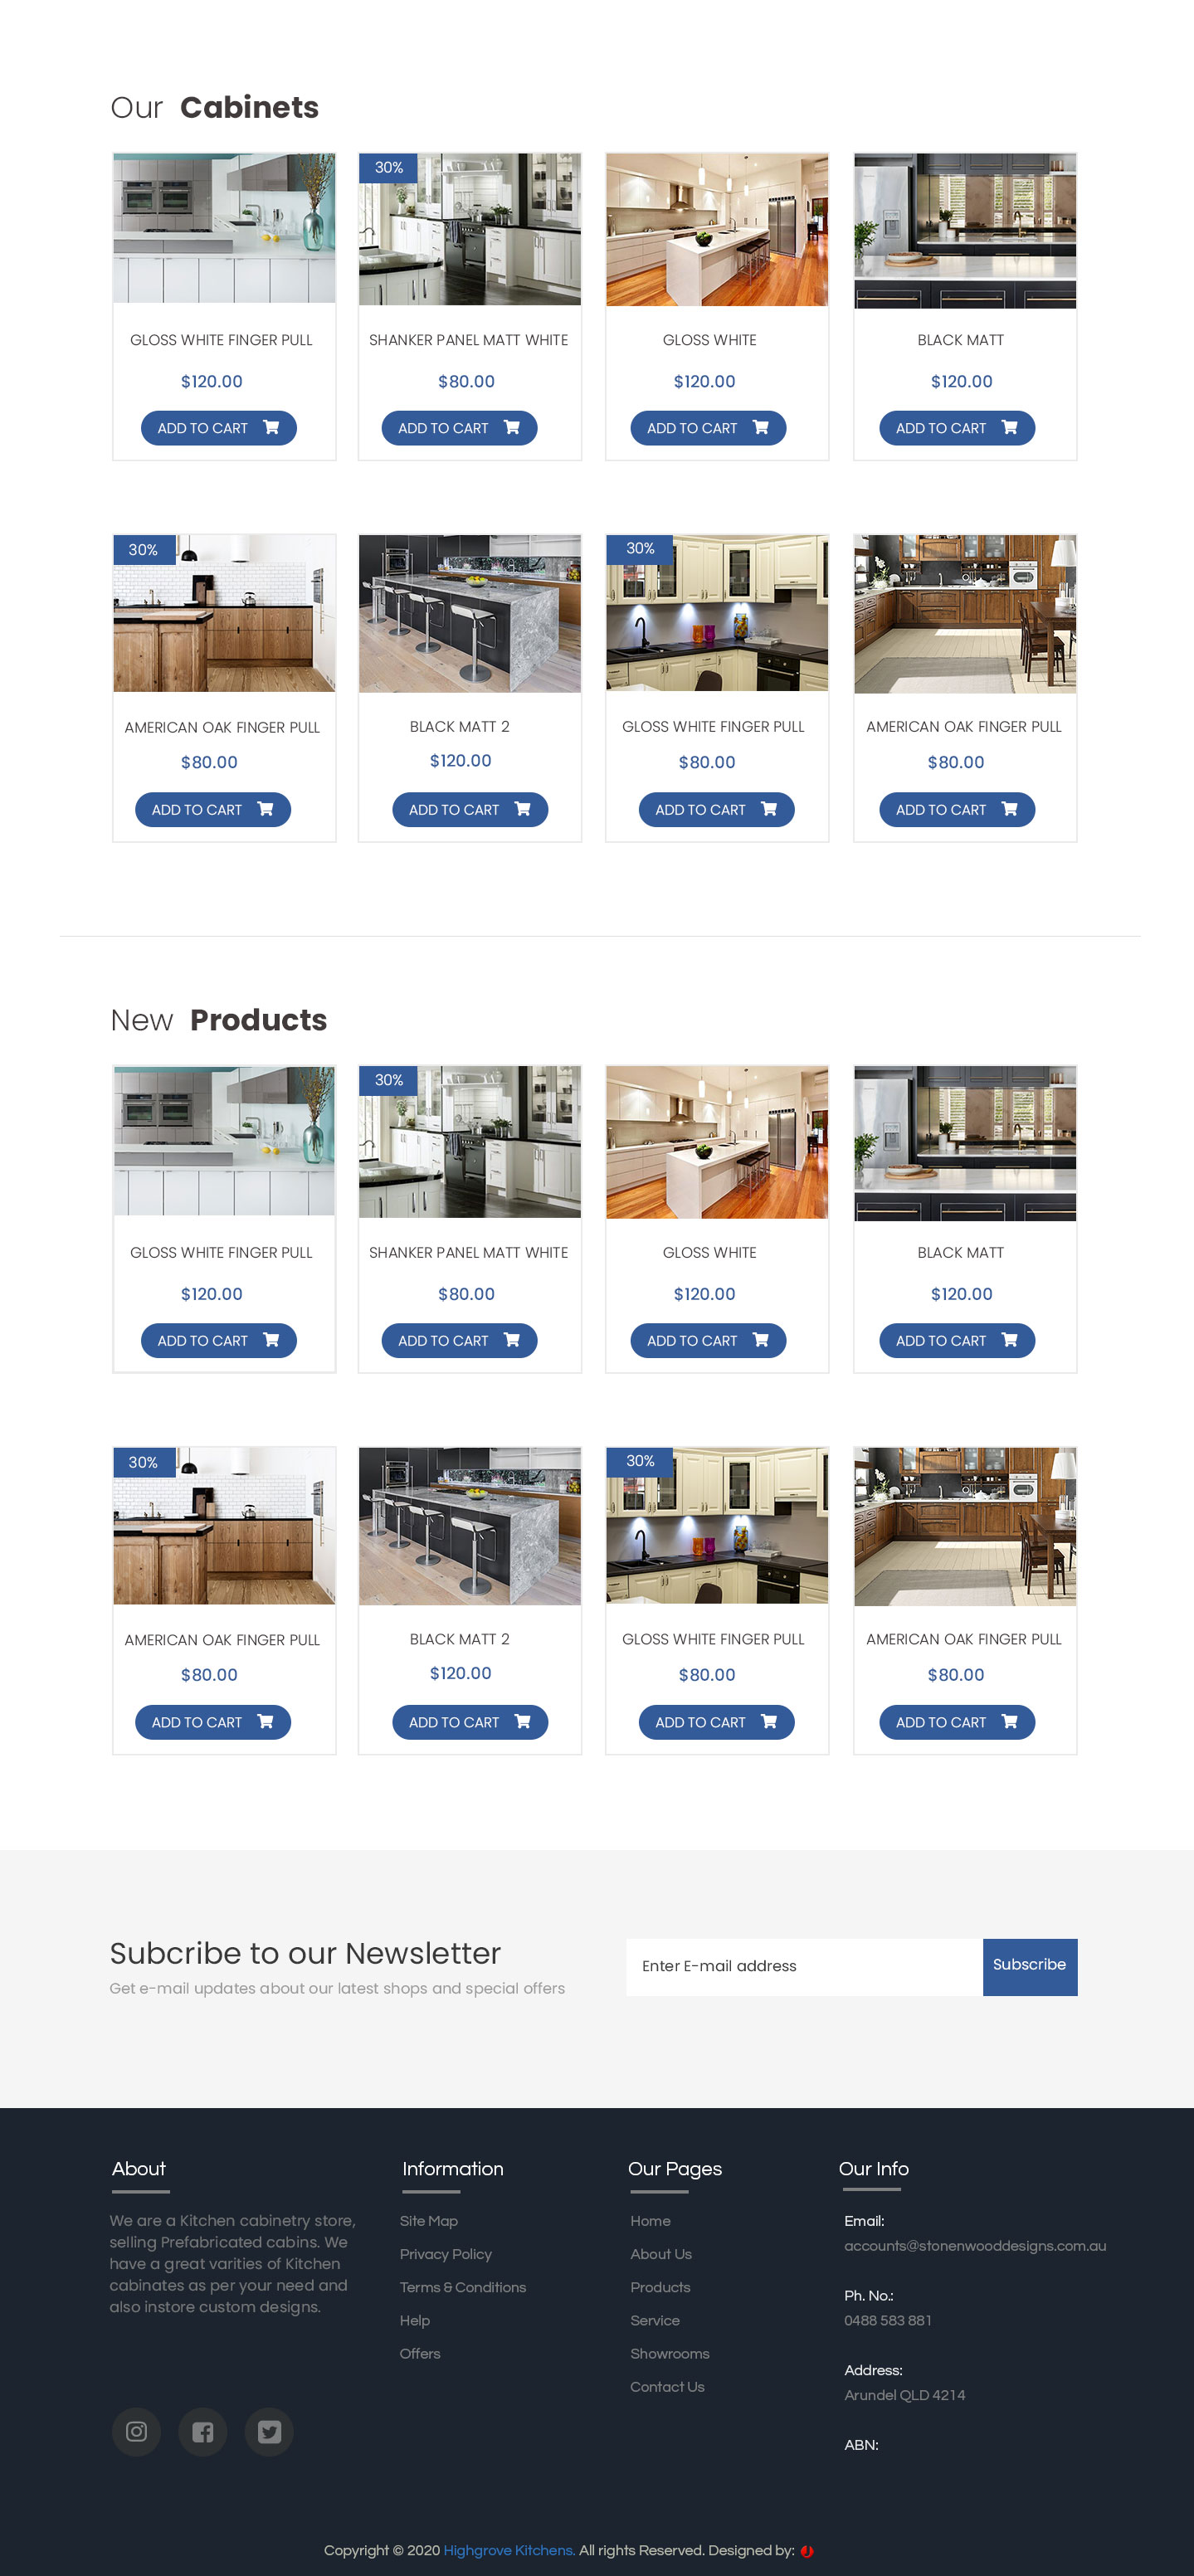 Our Cabinets
30%
GLOSS WHITE FINGER PULL
SHANKER PANEL MATT WHITE
GLOSS WHITE
BLACK MATT
$120.00
$80.00
$120.00
$120.00
ADD TO CART
ADD TO CART
ADD TO CART
ADD TO CART
30%
30%
AMERICAN OAK FINGER PULL
BLACK MATT 2
GLOSS WHITE FINGER PULL
AMERICAN OAK FINGER PULL
$80.00
$120.00
$80.00
$80.00
ADD TO CART
ADD TO CART
ADD TO CART
ADD TO CART
New Products
30%
GLOSS WHITE FINGER PULL
SHANKER PANEL MATT WHITE
GLOSS WHITE
BLACK MATT
$120.00
$80.00
$120.00
$120.00
ADD TO CART
ADD TO CART
ADD TO CART
ADD TO CART
30%
30%
AMERICAN OAK FINGER PULL
BLACK MATT 2
GLOSS WHITE FINGER PULL
AMERICAN OAK FINGER PULL
$80.00
$120.00
$80.00
$80.00
ADD TO CART
ADD TO CART
ADD TO CART
ADD TO CART
Subcribe to our Newsletter
Get e-mail updates about our latest shops and special offers
Enter E-mail address
Subscribe
About
We are a Kitchen cabinetry store,
selling Prefabricated cabins. We
have a great varities of Kitchen
cabinates as per your need and
also instore custom designs.
Information
Site Map
Privacy Policy
Terms & Conditions
Help
Offers
Our Pages
Home
About Us
Products
Service
Showrooms
Contact Us
Our Info
Email:
accounts@stonenwooddesigns.com.au
Ph. No.:
0488 583 881
Address:
Arundel QLD 4214
ABN:
Copyright © 2020 Highgrove Kitchens. All rights Reserved. Designed by: